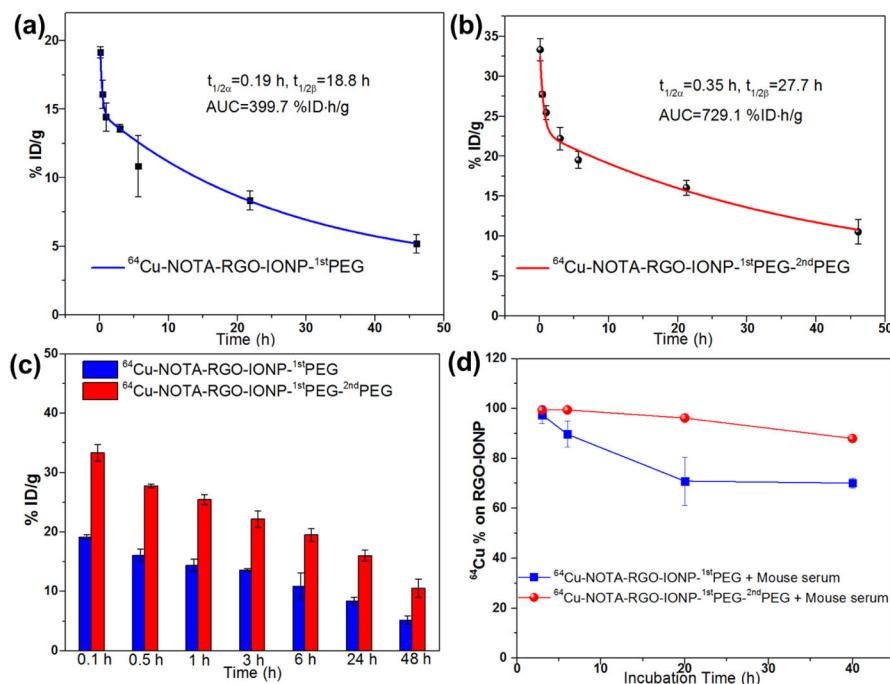 (a)
20
15
10
5
0
% ID/g
t1/2α=0.19 h, t1/2β=18.8 h
AUC=399.7 %ID·h/g
64Cu-NOTA-RGO-IONP-1stPEG
0 10 20 30 40 50
Time (h)
(b)
35
30
25
20
15
10
5
0
% ID/g
t1/2α=0.35 h, t1/2β=27.7 h
AUC=729.1 %ID·h/g
64Cu-NOTA-RGO-IONP-1stPEG-2ndPEG
0 10 20 30 40 50
Time (h)
(c)
50
40
30
20
10
0
% ID/g
64Cu-NOTA-RGO-IONP-1stPEG
64Cu-NOTA-RGO-IONP-1stPEG-2ndPEG
0.1 h 0.5 h 1 h 3 h 6 h 24 h 48 h
Time (h)
(d)
120
100
80
60
40
20
0
64Cu % on RGO-IONP
64Cu-NOTA-RGO-IONP-1stPEG + Mouse serum
64Cu-NOTA-RGO-IONP-1stPEG-2ndPEG + Mouse serum
0 10 20 30 40
Incubation Time (h)